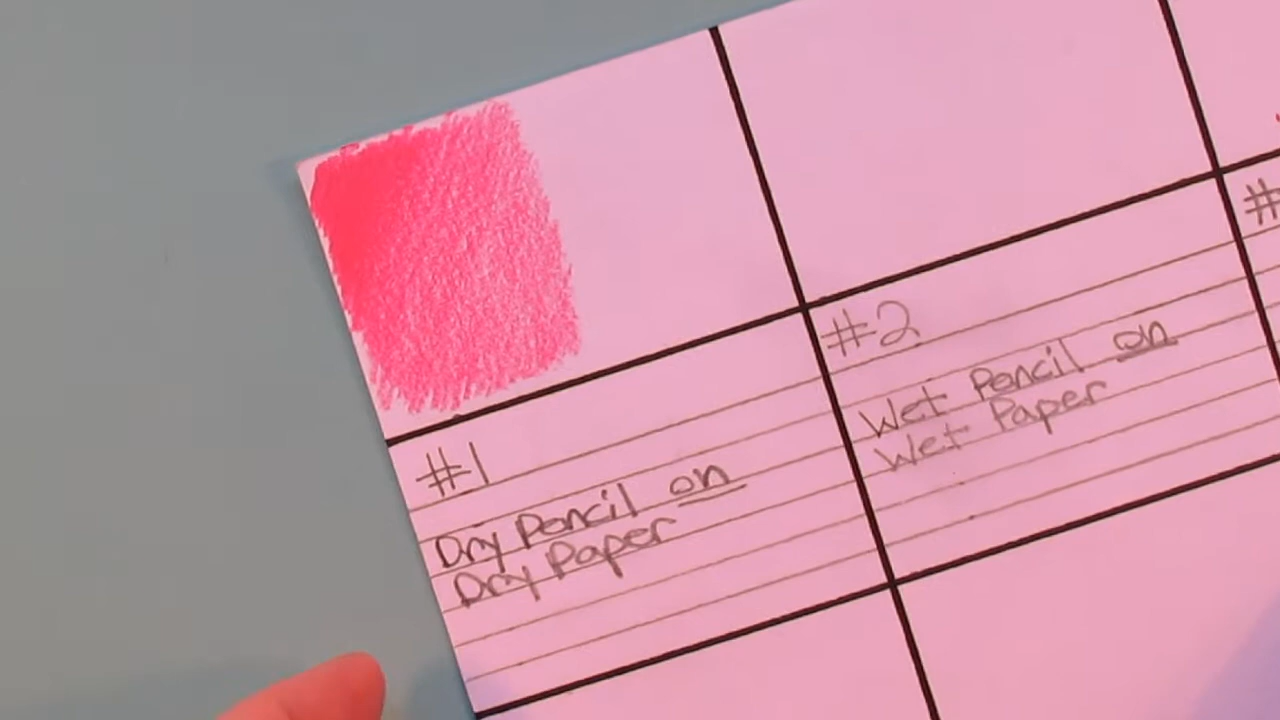 #1
Dry Pencil on
Dry Paper
#2
Wet Pencil on
Wet Paper
#